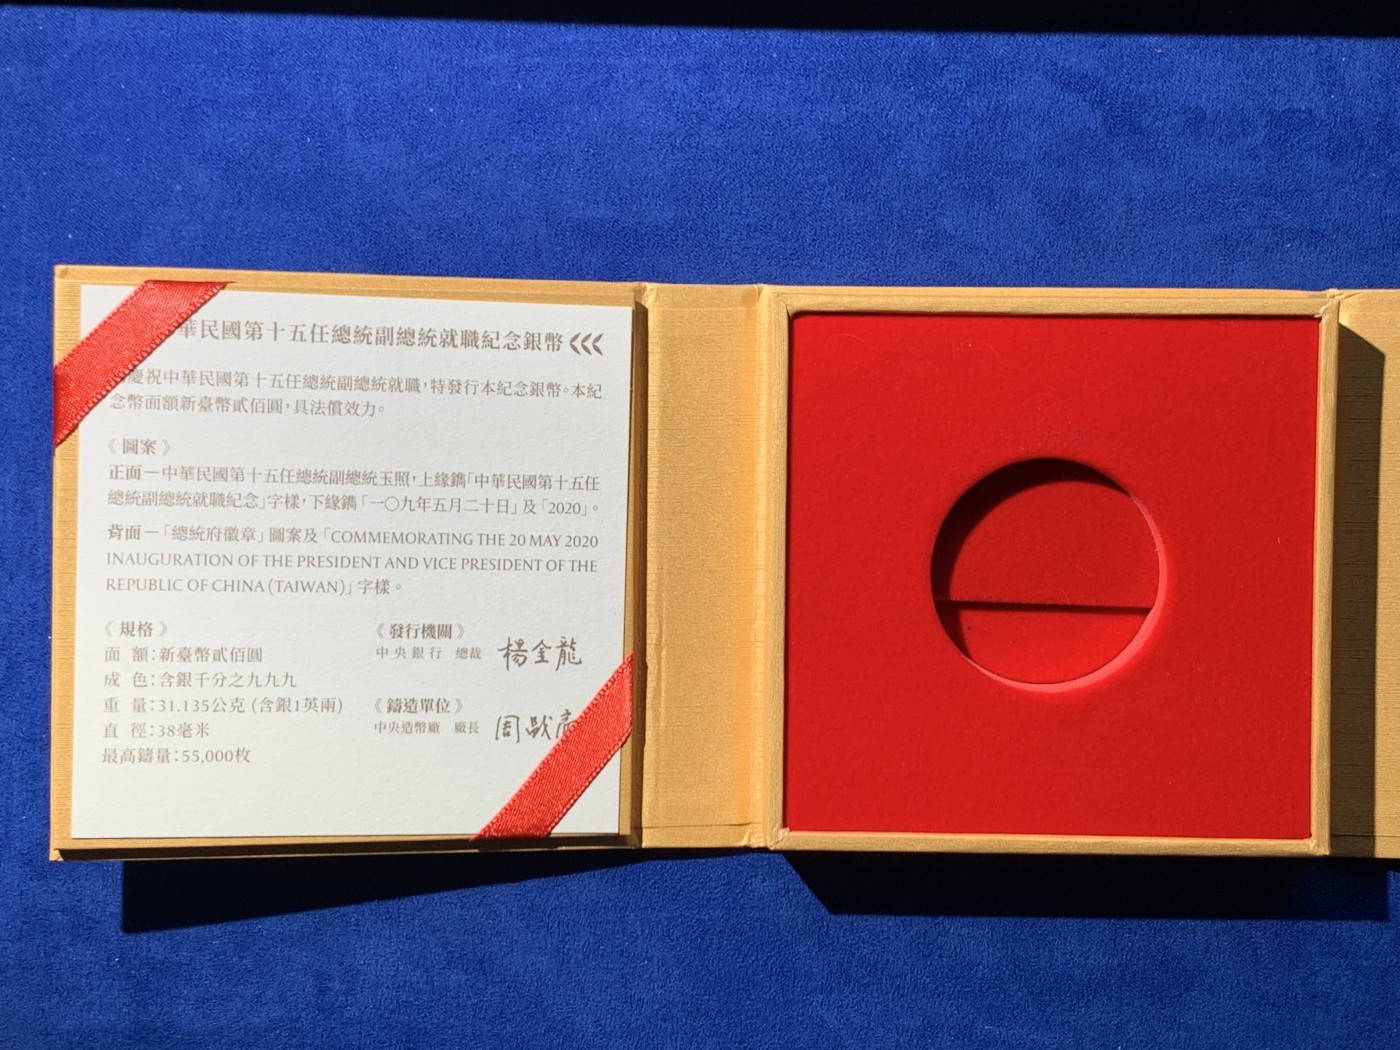 華民國第十五任總統副總統就職紀念銀幣
慶祝中華民國第十五任總統副總統就職，特發行本紀念銀幣。本紀
念幣面額新臺幣貳佰圓，具法償效力。
《圖案》
正面—中華民國第十五任總統副總統玉照，上緣鐫「中華民國第十五任
總統副總統就職紀念」字樣，下緣鐫「一〇九年五月二十日」及「2020」。
背面—「總統府徽章」圖案及「COMMEMORATING THE 20 MAY 2020
INAUGURATION OF THE PRESIDENT AND VICE PRESIDENT OF THE
REPUBLIC OF CHINA (TAIWAN)」字樣。
《規格》
面 額：新臺幣貳佰圓
成 色：含銀千分之九九九
重 量：31.135公克 (含銀1英兩)
直 徑：38毫米
最高鑄量：55,000枚
《發行機關》
中央銀行 總裁 楊金龍
《鑄造單位》
中央造幣廠 廠長 周